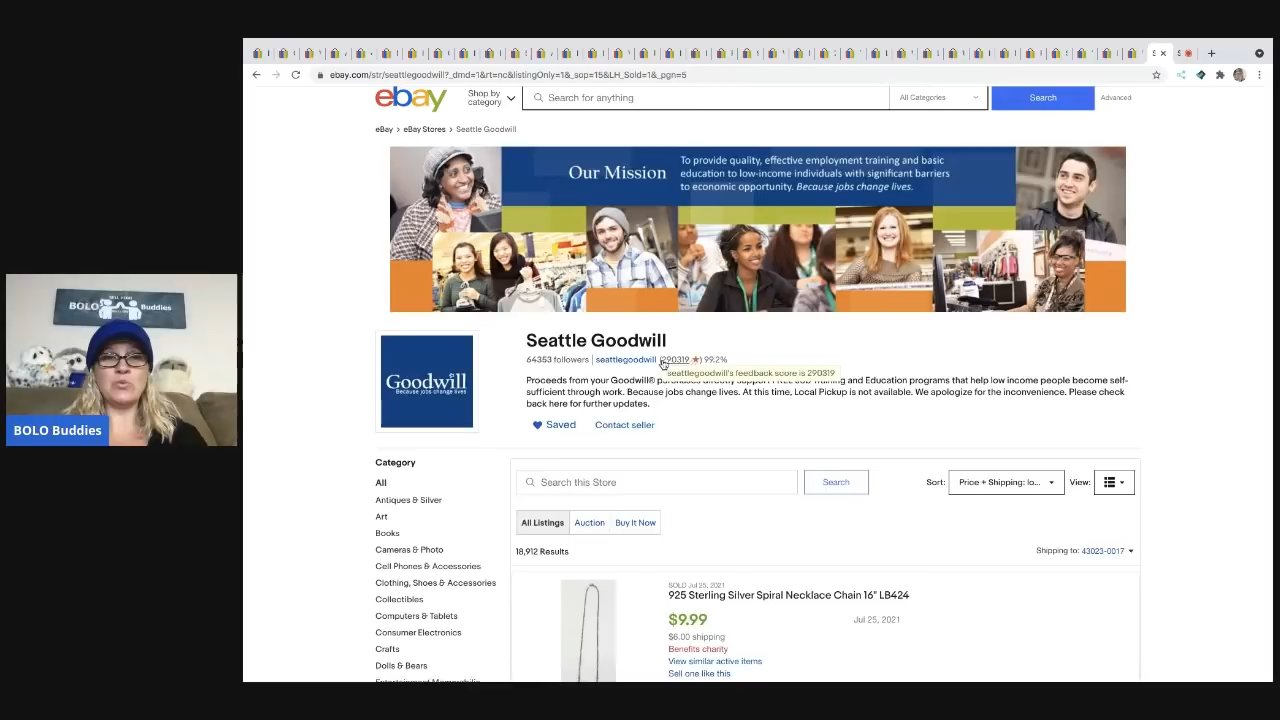 ebay.com/str/seattlegoodwill?_dmd=1&rt=nc&listingOnly=1&_sop=15&LH_Sold=1&_pgn=5
ebay
Shop by
category
Search for anything
All Categories
Search
Advanced
eBay > eBay Stores > Seattle Goodwill
Our Mission
To provide quality, effective employment training and basic
education to low-income individuals with significant barriers
to economic opportunity. Because jobs change lives.
BOLO
Buddies
BOLO Buddies
Goodwill
Because jobs change lives
Seattle Goodwill
64353 followers | seattlegoodwill (290319 ★) 99.2%
seattlegoodwill's feedback score is 290319
Proceeds from your Goodwill® purchases directly support FREE Job Training and Education programs that help low income people become self-
sufficient through work. Because jobs change lives. At this time, Local Pickup is not available. We apologize for the inconvenience. Please check
back here for further updates.
Saved
Contact seller
Category
All
Antiques & Silver
Art
Books
Cameras & Photo
Cell Phones & Accessories
Clothing, Shoes & Accessories
Collectibles
Computers & Tablets
Consumer Electronics
Crafts
Dolls & Bears
Search this Store
Search
Sort:
Price + Shipping: lo...
View:
All Listings
Auction
Buy It Now
18,912 Results
Shipping to: 43023-0017
SOLD Jul 25, 2021
925 Sterling Silver Spiral Necklace Chain 16" LB424
$9.99
Jul 25, 2021
$6.00 shipping
Benefits charity
View similar active items
Sell one like this